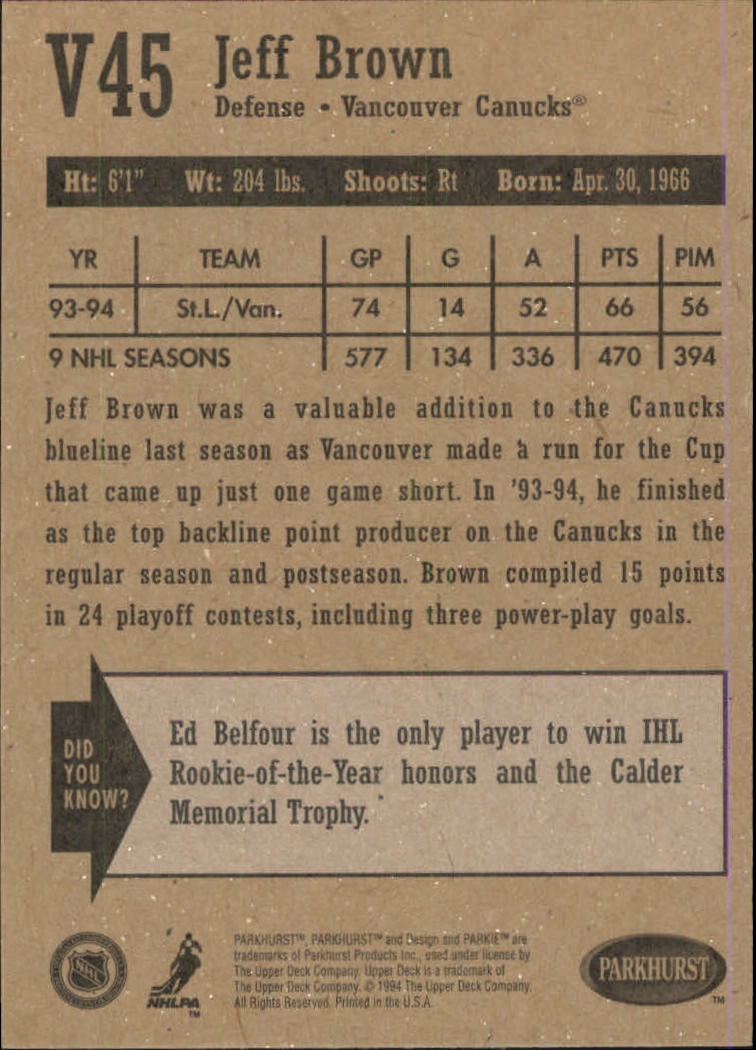 V45
Jeff Brown
Defense • Vancouver Canucks®
Ht: 6'1" Wt: 204 lbs. Shoots: Rt Born: Apr. 30, 1966
YR TEAM GP G A PTS PIM
93-94 St.L./Van. 74 14 52 66 56
9 NHL SEASONS 577 134 336 470 394
Jeff Brown was a valuable addition to the Canucks
blueline last season as Vancouver made a run for the Cup
that came up just one game short. In '93-94, he finished
as the top backline point producer on the Canucks in the
regular season and postseason. Brown compiled 15 points
in 24 playoff contests, including three power-play goals.
DID
YOU
KNOW?
Ed Belfour is the only player to win IHL
Rookie-of-the-Year honors and the Calder
Memorial Trophy.
NHL
NHLPA
TM
PARKHURST™, PARKHURST™ and Design and PARKIE™ are
trademarks of Parkhurst Products Inc., used under license by
The Upper Deck Company. Upper Deck is a trademark of
The Upper Deck Company. © 1994 The Upper Deck Company.
All Rights Reserved. Printed in the U.S.A.
PARKHURST
TM